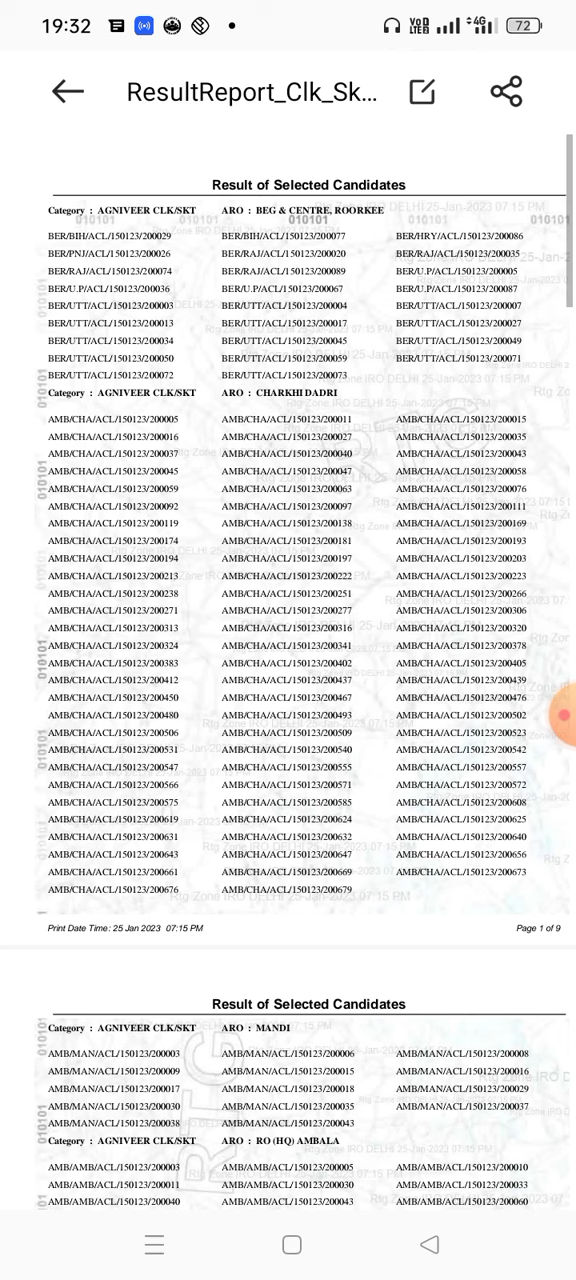 19:32 VoD LTE2 4G 72
ResultReport_Clk_Sk...
Result of Selected Candidates
Category : AGNIVEER CLK/SKT ARO : BEG & CENTRE, ROORKEE
BER/BIH/ACL/150123/200029 BER/BIH/ACL/150123/200077 BER/HRY/ACL/150123/200086
BER/PNJ/ACL/150123/200026 BER/RAJ/ACL/150123/200020 BER/RAJ/ACL/150123/200035
BER/RAJ/ACL/150123/200074 BER/RAJ/ACL/150123/200089 BER/U.P/ACL/150123/200005
BER/U.P/ACL/150123/200036 BER/U.P/ACL/150123/200067 BER/U.P/ACL/150123/200087
BER/UTT/ACL/150123/200003 BER/UTT/ACL/150123/200004 BER/UTT/ACL/150123/200007
BER/UTT/ACL/150123/200013 BER/UTT/ACL/150123/200017 BER/UTT/ACL/150123/200027
BER/UTT/ACL/150123/200034 BER/UTT/ACL/150123/200045 BER/UTT/ACL/150123/200049
BER/UTT/ACL/150123/200050 BER/UTT/ACL/150123/200059 BER/UTT/ACL/150123/200071
BER/UTT/ACL/150123/200072 BER/UTT/ACL/150123/200073
Category : AGNIVEER CLK/SKT ARO : CHARKHI DADRI
AMB/CHA/ACL/150123/200005 AMB/CHA/ACL/150123/200011 AMB/CHA/ACL/150123/200015
AMB/CHA/ACL/150123/200016 AMB/CHA/ACL/150123/200027 AMB/CHA/ACL/150123/200035
AMB/CHA/ACL/150123/200037 AMB/CHA/ACL/150123/200040 AMB/CHA/ACL/150123/200043
AMB/CHA/ACL/150123/200045 AMB/CHA/ACL/150123/200047 AMB/CHA/ACL/150123/200058
AMB/CHA/ACL/150123/200059 AMB/CHA/ACL/150123/200063 AMB/CHA/ACL/150123/200076
AMB/CHA/ACL/150123/200092 AMB/CHA/ACL/150123/200097 AMB/CHA/ACL/150123/200111
AMB/CHA/ACL/150123/200119 AMB/CHA/ACL/150123/200138 AMB/CHA/ACL/150123/200169
AMB/CHA/ACL/150123/200174 AMB/CHA/ACL/150123/200181 AMB/CHA/ACL/150123/200193
AMB/CHA/ACL/150123/200194 AMB/CHA/ACL/150123/200197 AMB/CHA/ACL/150123/200203
AMB/CHA/ACL/150123/200213 AMB/CHA/ACL/150123/200222 AMB/CHA/ACL/150123/200223
AMB/CHA/ACL/150123/200238 AMB/CHA/ACL/150123/200251 AMB/CHA/ACL/150123/200266
AMB/CHA/ACL/150123/200271 AMB/CHA/ACL/150123/200277 AMB/CHA/ACL/150123/200306
AMB/CHA/ACL/150123/200313 AMB/CHA/ACL/150123/200316 AMB/CHA/ACL/150123/200320
AMB/CHA/ACL/150123/200324 AMB/CHA/ACL/150123/200341 AMB/CHA/ACL/150123/200378
AMB/CHA/ACL/150123/200383 AMB/CHA/ACL/150123/200402 AMB/CHA/ACL/150123/200405
AMB/CHA/ACL/150123/200412 AMB/CHA/ACL/150123/200437 AMB/CHA/ACL/150123/200439
AMB/CHA/ACL/150123/200450 AMB/CHA/ACL/150123/200467 AMB/CHA/ACL/150123/200476
AMB/CHA/ACL/150123/200480 AMB/CHA/ACL/150123/200493 AMB/CHA/ACL/150123/200502
AMB/CHA/ACL/150123/200506 AMB/CHA/ACL/150123/200509 AMB/CHA/ACL/150123/200523
AMB/CHA/ACL/150123/200531 AMB/CHA/ACL/150123/200540 AMB/CHA/ACL/150123/200542
AMB/CHA/ACL/150123/200547 AMB/CHA/ACL/150123/200555 AMB/CHA/ACL/150123/200557
AMB/CHA/ACL/150123/200566 AMB/CHA/ACL/150123/200571 AMB/CHA/ACL/150123/200572
AMB/CHA/ACL/150123/200575 AMB/CHA/ACL/150123/200585 AMB/CHA/ACL/150123/200608
AMB/CHA/ACL/150123/200619 AMB/CHA/ACL/150123/200624 AMB/CHA/ACL/150123/200625
AMB/CHA/ACL/150123/200631 AMB/CHA/ACL/150123/200632 AMB/CHA/ACL/150123/200640
AMB/CHA/ACL/150123/200643 AMB/CHA/ACL/150123/200647 AMB/CHA/ACL/150123/200656
AMB/CHA/ACL/150123/200661 AMB/CHA/ACL/150123/200669 AMB/CHA/ACL/150123/200673
AMB/CHA/ACL/150123/200676 AMB/CHA/ACL/150123/200679
Rtg Zone IRO DELHI 25-Jan-2023 07:15 PM
Print Date Time: 25 Jan 2023 07:15 PM Page 1 of 9
Result of Selected Candidates
Category : AGNIVEER CLK/SKT ARO : MANDI
AMB/MAN/ACL/150123/200003 AMB/MAN/ACL/150123/200006 AMB/MAN/ACL/150123/200008
AMB/MAN/ACL/150123/200009 AMB/MAN/ACL/150123/200015 AMB/MAN/ACL/150123/200016
AMB/MAN/ACL/150123/200017 AMB/MAN/ACL/150123/200018 AMB/MAN/ACL/150123/200029
AMB/MAN/ACL/150123/200030 AMB/MAN/ACL/150123/200035 AMB/MAN/ACL/150123/200037
AMB/MAN/ACL/150123/200038 AMB/MAN/ACL/150123/200043
Category : AGNIVEER CLK/SKT ARO : RO (HQ) AMBALA
AMB/AMB/ACL/150123/200003 AMB/AMB/ACL/150123/200005 AMB/AMB/ACL/150123/200010
AMB/AMB/ACL/150123/200011 AMB/AMB/ACL/150123/200030 AMB/AMB/ACL/150123/200033
AMB/AMB/ACL/150123/200040 AMB/AMB/ACL/150123/200043 AMB/AMB/ACL/150123/200060